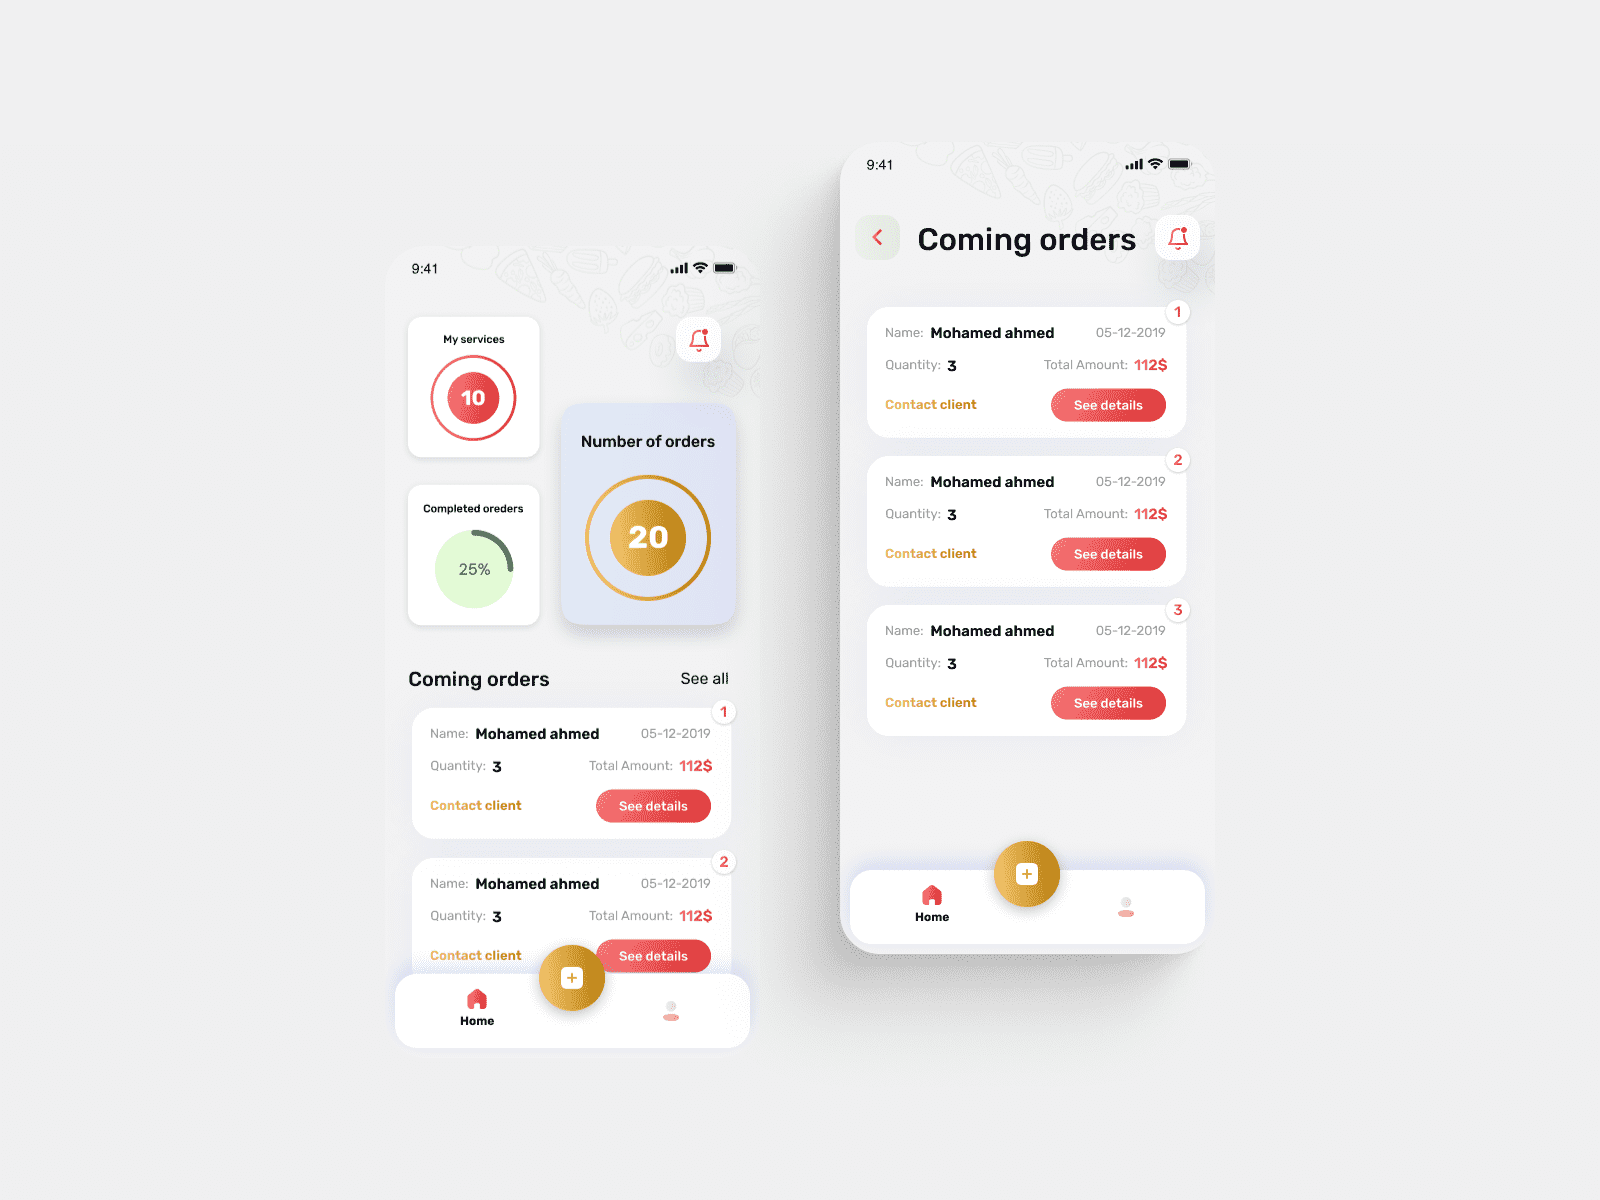 9:41
My services
10
Number of orders
20
Completed oreders
25%
Coming orders See all
1
Name: Mohamed ahmed 05-12-2019
Quantity: 3 Total Amount: 112$
Contact client See details
2
Name: Mohamed ahmed 05-12-2019
Quantity: 3 Total Amount: 112$
Contact client See details
Home
9:41
Coming orders
1
Name: Mohamed ahmed 05-12-2019
Quantity: 3 Total Amount: 112$
Contact client See details
2
Name: Mohamed ahmed 05-12-2019
Quantity: 3 Total Amount: 112$
Contact client See details
3
Name: Mohamed ahmed 05-12-2019
Quantity: 3 Total Amount: 112$
Contact client See details
Home